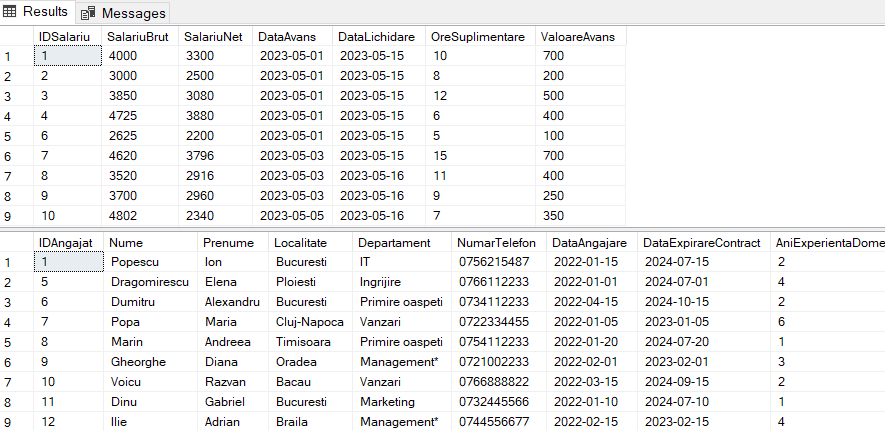 Results Messages
IDSalariu SalariuBrut SalariuNet DataAvans DataLichidare OreSuplimentare ValoareAvans
1 1 4000 3300 2023-05-01 2023-05-15 10 700
2 2 3000 2500 2023-05-01 2023-05-15 8 200
3 3 3850 3080 2023-05-01 2023-05-15 12 500
4 4 4725 3880 2023-05-01 2023-05-15 6 400
5 6 2625 2200 2023-05-01 2023-05-15 5 100
6 7 4620 3796 2023-05-03 2023-05-15 15 700
7 8 3520 2916 2023-05-03 2023-05-16 11 400
8 9 3700 2960 2023-05-03 2023-05-16 9 250
9 10 4802 2340 2023-05-05 2023-05-16 7 350
IDAngajat Nume Prenume Localitate Departament NumarTelefon DataAngajare DataExpirareContract AniExperientaDome
1 1 Popescu Ion Bucuresti IT 0756215487 2022-01-15 2024-07-15 2
2 5 Dragomirescu Elena Ploiesti Ingrijire 0766112233 2022-01-01 2024-07-01 4
3 6 Dumitru Alexandru Bucuresti Primire oaspeti 0734112233 2022-04-15 2024-10-15 2
4 7 Popa Maria Cluj-Napoca Vanzari 0722334455 2022-01-05 2023-01-05 6
5 8 Marin Andreea Timisoara Primire oaspeti 0754112233 2022-01-20 2024-07-20 1
6 9 Gheorghe Diana Oradea Management* 0721002233 2022-02-01 2023-02-01 3
7 10 Voicu Razvan Bacau Vanzari 0766888822 2022-03-15 2024-09-15 2
8 11 Dinu Gabriel Bucuresti Marketing 0732445566 2022-01-10 2024-07-10 1
9 12 Ilie Adrian Braila Management* 0744556677 2022-02-15 2023-02-15 4